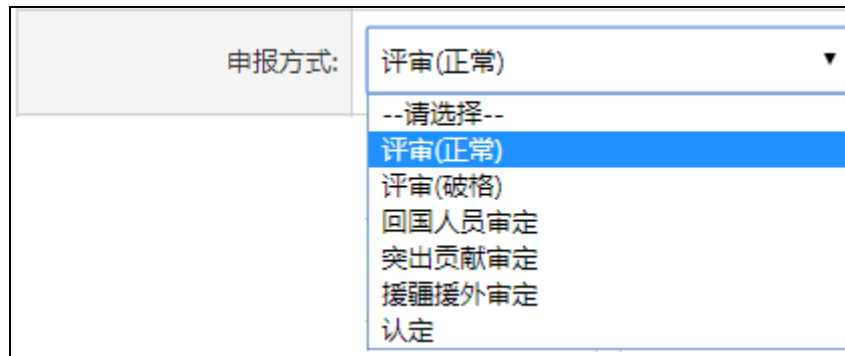 申报方式: 评审(正常)
--请选择--
评审(正常)
评审(破格)
回国人员审定
突出贡献审定
援疆援外审定
认定